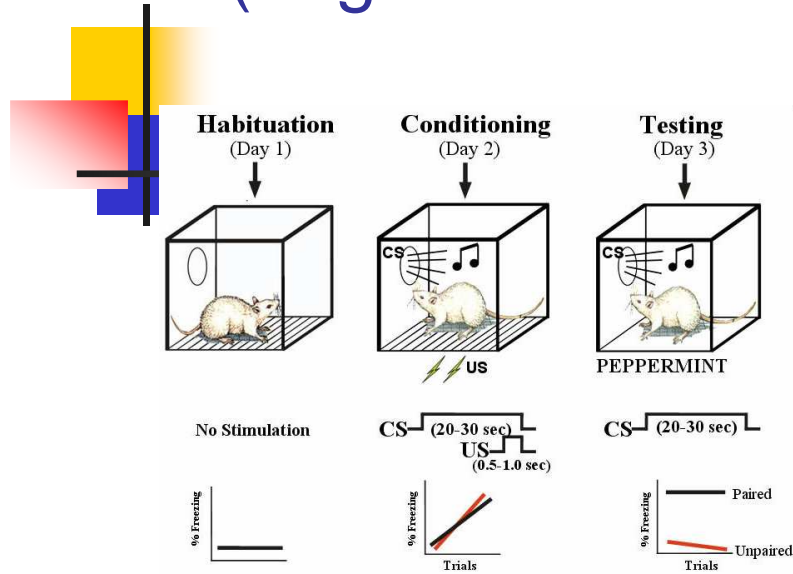 Habituation
(Day 1)
Conditioning
(Day 2)
Testing
(Day 3)
CS
US
CS
PEPPERMINT
No Stimulation
CS (20-30 sec)
US
(0.5-1.0 sec)
CS (20-30 sec)
% Freezing
% Freezing
Trials
% Freezing
Paired
Unpaired
Trials